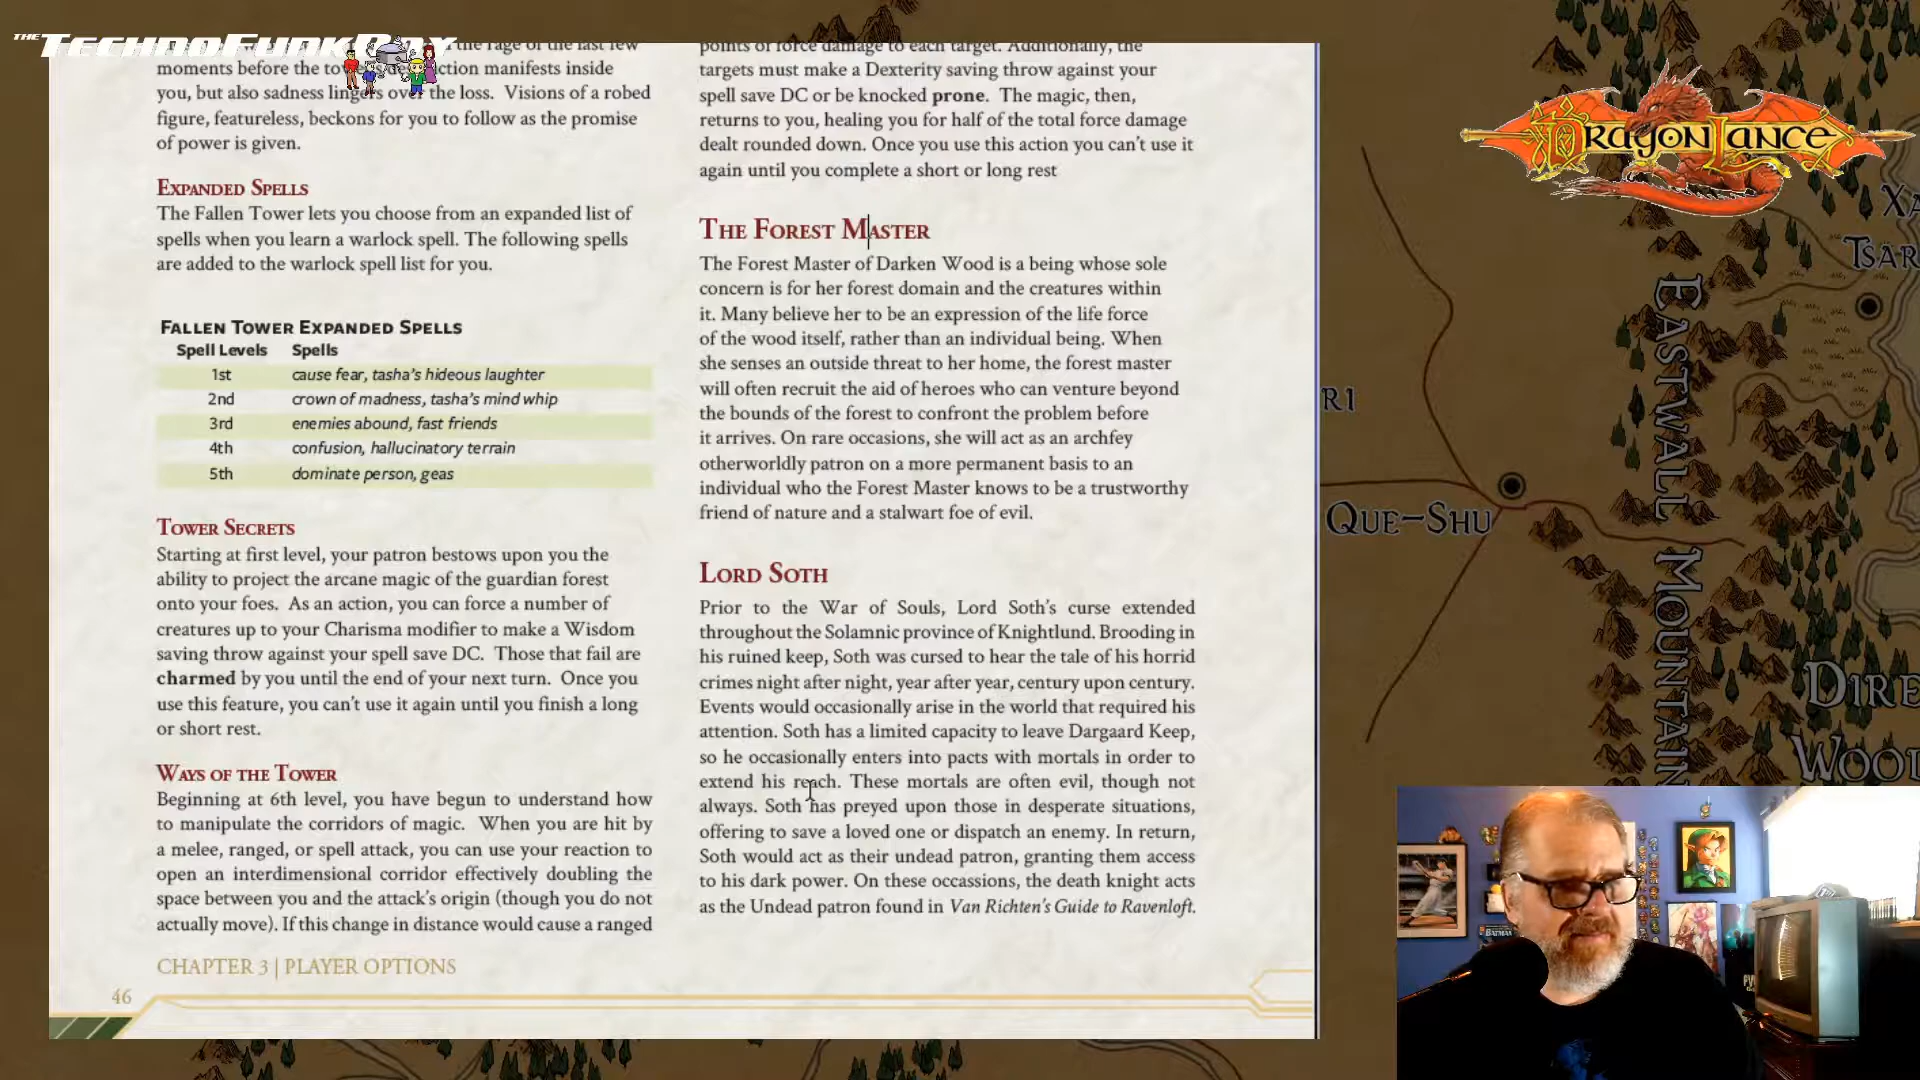 THE TECHNOFUNKBOY
the rage of the last few
moments before the
ction manifests inside
you, but also sadness lingers over the loss. Visions of a robed
figure, featureless, beckons for you to follow as the promise
of power is given.
EXPANDED SPELLS
The Fallen Tower lets you choose from an expanded list of
spells when you learn a warlock spell. The following spells
are added to the warlock spell list for you.
FALLEN TOWER EXPANDED SPELLS
Spell Levels Spells
1st cause fear, tasha's hideous laughter
2nd crown of madness, tasha's mind whip
3rd enemies abound, fast friends
4th confusion, hallucinatory terrain
5th dominate person, geas
TOWER SECRETS
Starting at first level, your patron bestows upon you the
ability to project the arcane magic of the guardian forest
onto your foes. As an action, you can force a number of
creatures up to your Charisma modifier to make a Wisdom
saving throw against your spell save DC. Those that fail are
charmed by you until the end of your next turn. Once you
use this feature, you can't use it again until you finish a long
or short rest.
WAYS OF THE TOWER
Beginning at 6th level, you have begun to understand how
to manipulate the corridors of magic. When you are hit by
a melee, ranged, or spell attack, you can use your reaction to
open an interdimensional corridor effectively doubling the
space between you and the attack's origin (though you do not
actually move). If this change in distance would cause a ranged
CHAPTER 3 | PLAYER OPTIONS
46
points of force damage to each target. Additionally, the
targets must make a Dexterity saving throw against your
spell save DC or be knocked prone. The magic, then,
returns to you, healing you for half of the total force damage
dealt rounded down. Once you use this action you can't use it
again until you complete a short or long rest
THE FOREST MASTER
The Forest Master of Darken Wood is a being whose sole
concern is for her forest domain and the creatures within
it. Many believe her to be an expression of the life force
of the wood itself, rather than an individual being. When
she senses an outside threat to her home, the forest master
will often recruit the aid of heroes who can venture beyond
the bounds of the forest to confront the problem before
it arrives. On rare occasions, she will act as an archfey
otherworldly patron on a more permanent basis to an
individual who the Forest Master knows to be a trustworthy
friend of nature and a stalwart foe of evil.
LORD SOTH
Prior to the War of Souls, Lord Soth's curse extended
throughout the Solamnic province of Knightlund. Brooding in
his ruined keep, Soth was cursed to hear the tale of his horrid
crimes night after night, year after year, century upon century.
Events would occasionally arise in the world that required his
attention. Soth has a limited capacity to leave Dargaard Keep,
so he occasionally enters into pacts with mortals in order to
extend his reach. These mortals are often evil, though not
always. Soth has preyed upon those in desperate situations,
offering to save a loved one or dispatch an enemy. In return,
Soth would act as their undead patron, granting them access
to his dark power. On these occassions, the death knight acts
as the Undead patron found in Van Richten's Guide to Ravenloft.
DRAGONLANCE
XA
TSAR
EASTWALL MOUNTAIN
RI
QUE-SHU
DIRE
WOOD
BATMAN